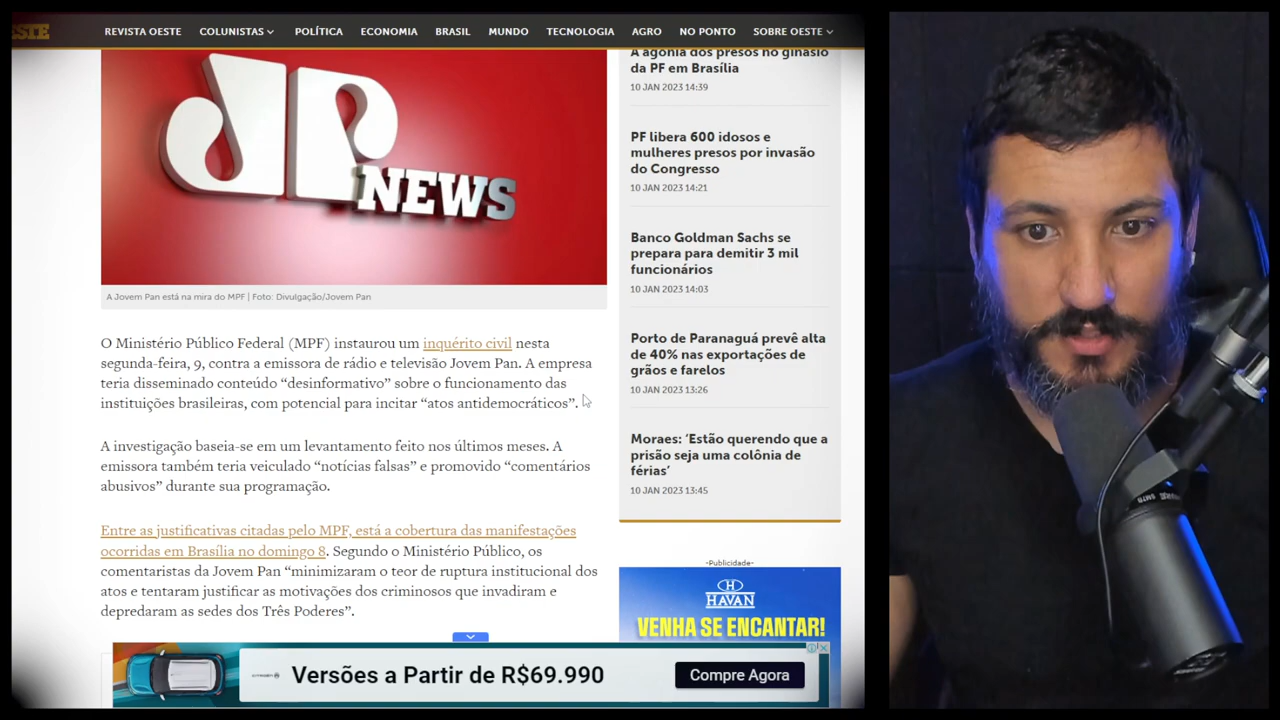 ESTE
REVISTA OESTE COLUNISTAS POLÍTICA ECONOMIA BRASIL MUNDO TECNOLOGIA AGRO NO PONTO SOBRE OESTE
JP
NEWS
A Jovem Pan está na mira do MPF | Foto: Divulgação/Jovem Pan
O Ministério Público Federal (MPF) instaurou um inquérito civil nesta
segunda-feira, 9, contra a emissora de rádio e televisão Jovem Pan. A empresa
teria disseminado conteúdo “desinformativo” sobre o funcionamento das
instituições brasileiras, com potencial para incitar “atos antidemocráticos”.
A investigação baseia-se em um levantamento feito nos últimos meses. A
emissora também teria veiculado “notícias falsas” e promovido “comentários
abusivos” durante sua programação.
Entre as justificativas citadas pelo MPF, está a cobertura das manifestações
ocorridas em Brasília no domingo 8. Segundo o Ministério Público, os
comentaristas da Jovem Pan “minimizaram o teor de ruptura institucional dos
atos e tentaram justificar as motivações dos criminosos que invadiram e
depredaram as sedes dos Três Poderes”.
A agonia dos presos no ginásio
da PF em Brasília
10 JAN 2023 14:39
PF libera 600 idosos e
mulheres presos por invasão
do Congresso
10 JAN 2023 14:21
Banco Goldman Sachs se
prepara para demitir 3 mil
funcionários
10 JAN 2023 14:03
Porto de Paranaguá prevê alta
de 40% nas exportações de
grãos e farelos
10 JAN 2023 13:26
Moraes: ‘Estão querendo que a
prisão seja uma colônia de
férias’
10 JAN 2023 13:45
-Publicidade-
H
HAVAN
VENHA SE ENCANTAR!
Versões a Partir de R$69.990
Compre Agora